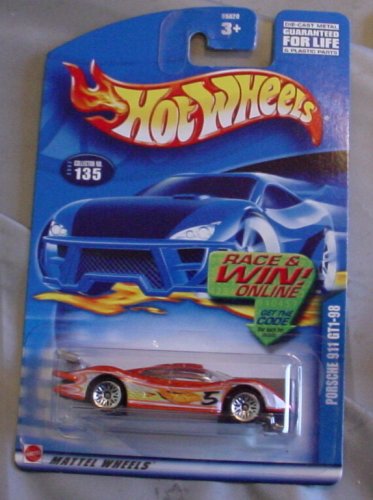 3+
DIE-CAST METAL
GUARANTEED
FOR LIFE
& PLASTIC PARTS
HOT WHEELS
COLLECTOR NO.
135
RACE &
WIN!
ONLINE
GET THE
CODE
PORSCHE 911 GT1-98
5
MATTEL WHEELS